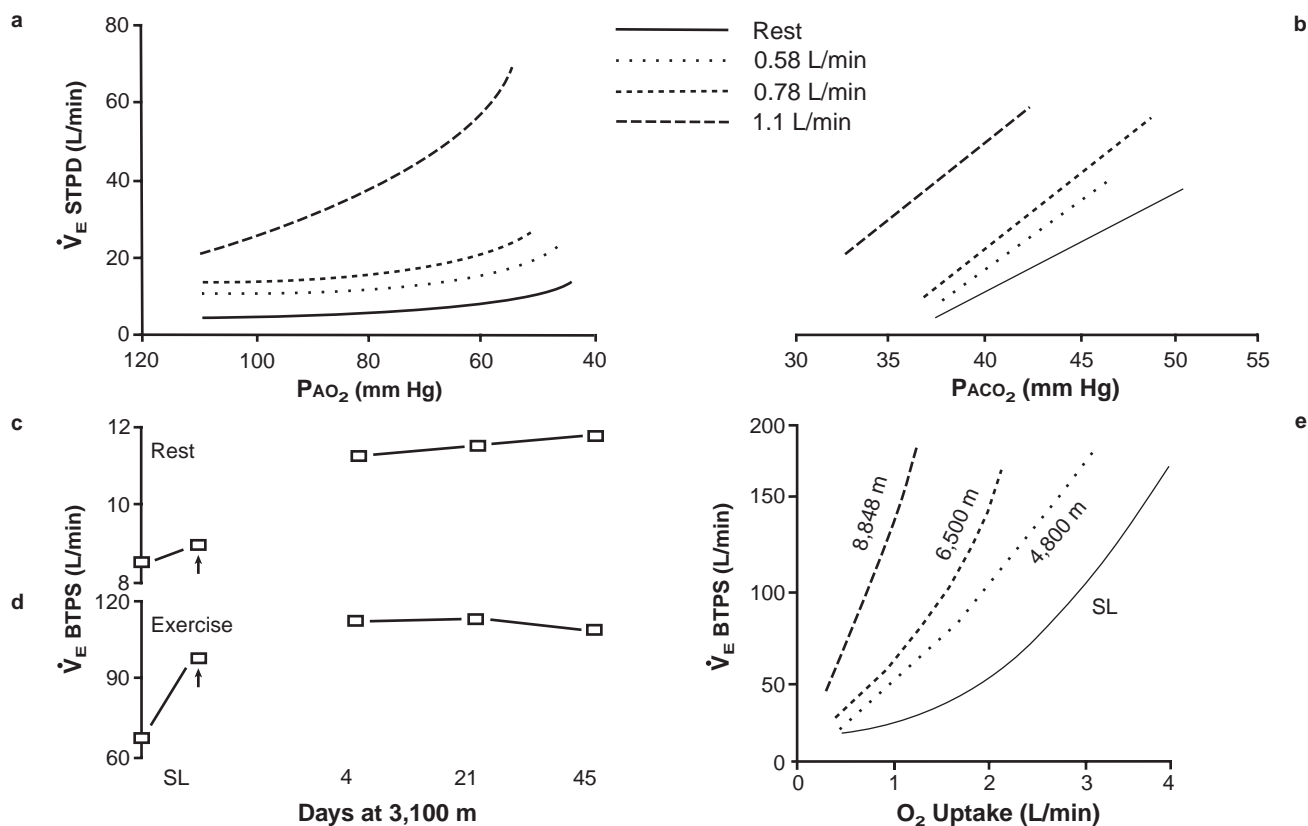 a
80
60
40
20
0
V̇E STPD (L/min)
120 100 80 60 40
PAO2 (mm Hg)
Rest
0.58 L/min
0.78 L/min
1.1 L/min
b
30 35 40 45 50 55
PACO2 (mm Hg)
c
12
10
8
Rest
d
120
90
60
Exercise
V̇E BTPS (L/min)
SL 4 21 45
Days at 3,100 m
e
200
150
100
50
0
V̇E BTPS (L/min)
8,848 m
6,500 m
4,800 m
SL
0 1 2 3 4
O2 Uptake (L/min)